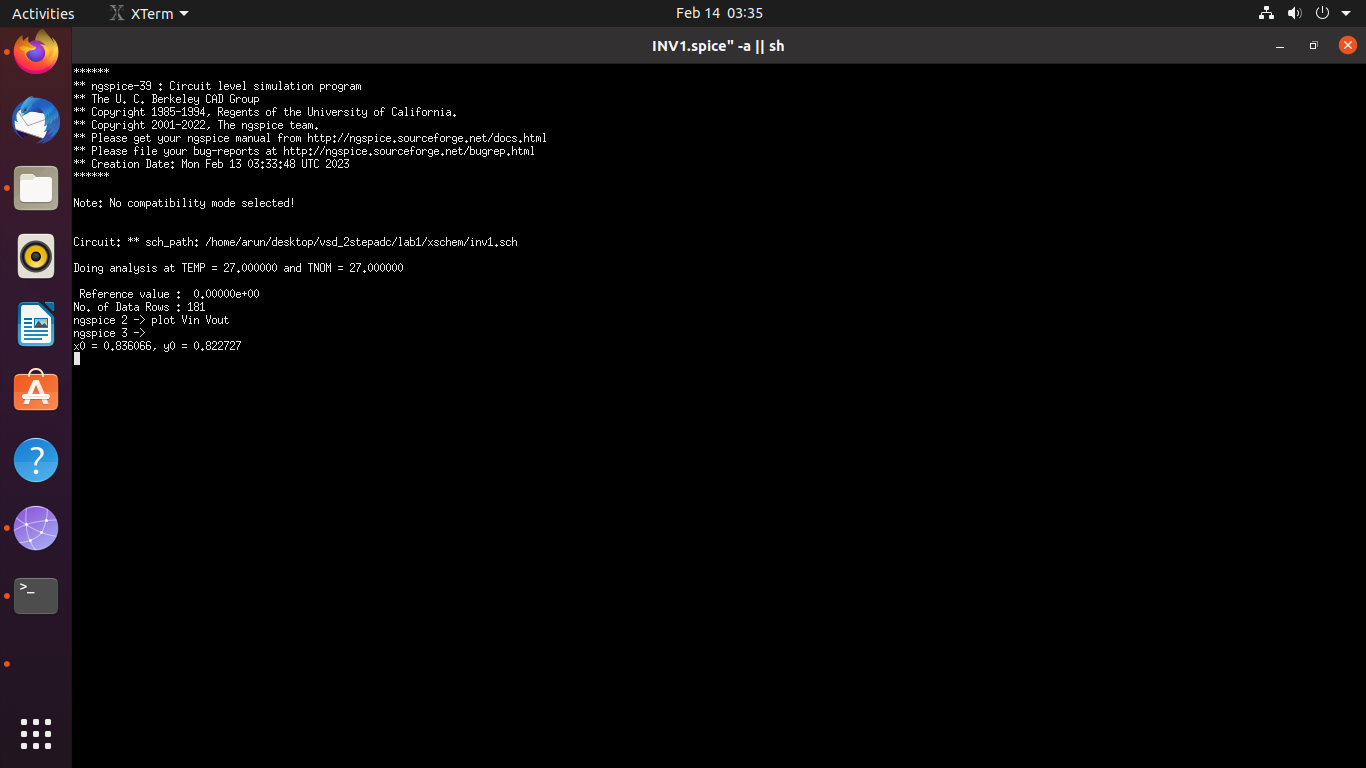 Activities XTerm Feb 14 03:35
INV1.spice" -a || sh
******
** ngspice-39 : Circuit level simulation program
** The U. C. Berkeley CAD Group
** Copyright 1985-1994, Regents of the University of California.
** Copyright 2001-2022, The ngspice team.
** Please get your ngspice manual from http://ngspice.sourceforge.net/docs.html
** Please file your bug-reports at http://ngspice.sourceforge.net/bugrep.html
** Creation Date: Mon Feb 13 03:33:48 UTC 2023
******
Note: No compatibility mode selected!
Circuit: ** sch_path: /home/arun/desktop/vsd_2stepadc/lab1/xschem/inv1.sch
Doing analysis at TEMP = 27.000000 and TNOM = 27.000000
Reference value :  0.00000e+00
No. of Data Rows : 181
ngspice 2 -> plot Vin Vout
ngspice 3 ->
x0 = 0.836066, y0 = 0.822727